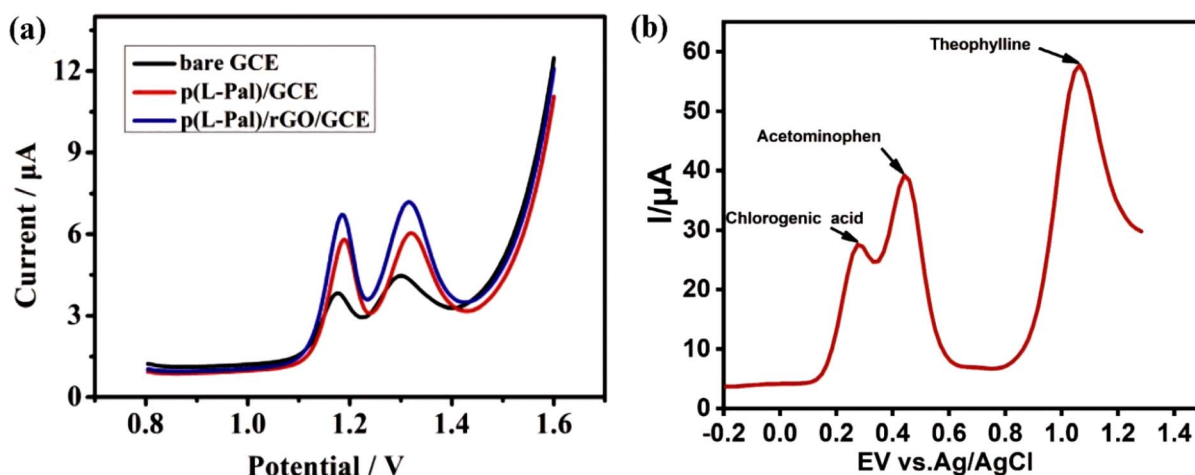 (a)
bare GCE
p(L-Pal)/GCE
p(L-Pal)/rGO/GCE
Current / μA
12
9
6
3
0
0.8
1.0
1.2
1.4
1.6
Potential / V
(b)
Theophylline
Acetominophen
Chlorogenic acid
I/μA
60
50
40
30
20
10
0
-0.2
0.0
0.2
0.4
0.6
0.8
1.0
1.2
1.4
EV vs.Ag/AgCl